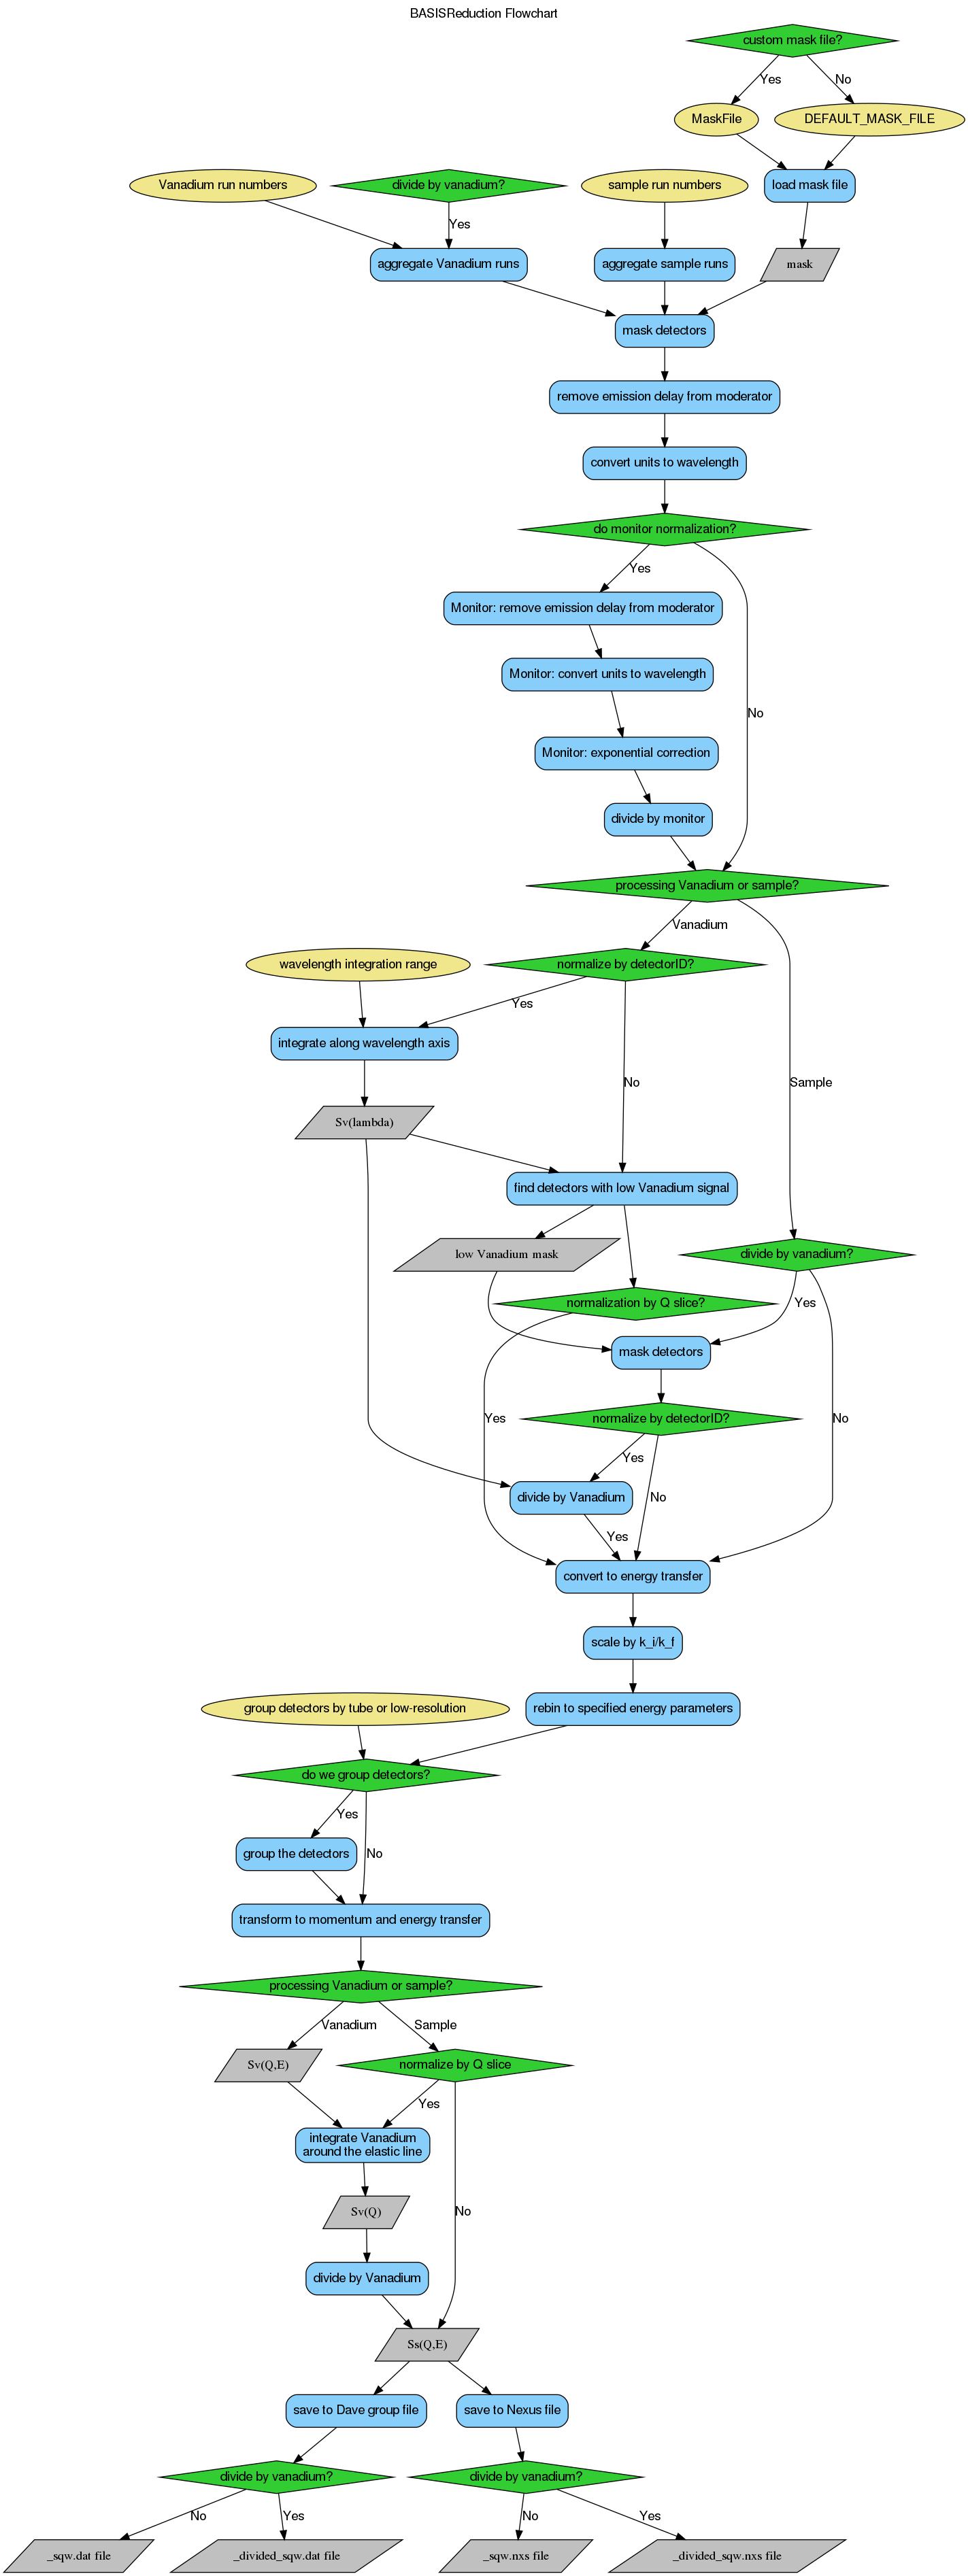 BASISReduction Flowchart
custom mask file?
Yes
No
MaskFile
DEFAULT_MASK_FILE
Vanadium run numbers
divide by vanadium?
sample run numbers
load mask file
Yes
aggregate Vanadium runs
aggregate sample runs
mask
mask detectors
remove emission delay from moderator
convert units to wavelength
do monitor normalization?
Yes
Monitor: remove emission delay from moderator
Monitor: convert units to wavelength
No
Monitor: exponential correction
divide by monitor
processing Vanadium or sample?
Vanadium
wavelength integration range
normalize by detectorID?
Yes
integrate along wavelength axis
No
Sample
Sv(lambda)
find detectors with low Vanadium signal
low Vanadium mask
divide by vanadium?
normalization by Q slice?
Yes
mask detectors
Yes
normalize by detectorID?
No
Yes
divide by Vanadium
No
Yes
convert to energy transfer
scale by k_i/k_f
group detectors by tube or low-resolution
rebin to specified energy parameters
do we group detectors?
Yes
group the detectors
No
transform to momentum and energy transfer
processing Vanadium or sample?
Vanadium
Sample
Sv(Q,E)
normalize by Q slice
Yes
integrate Vanadium
around the elastic line
Sv(Q)
No
divide by Vanadium
Ss(Q,E)
save to Dave group file
save to Nexus file
divide by vanadium?
divide by vanadium?
No
Yes
No
Yes
_sqw.dat file
_divided_sqw.dat file
_sqw.nxs file
_divided_sqw.nxs file